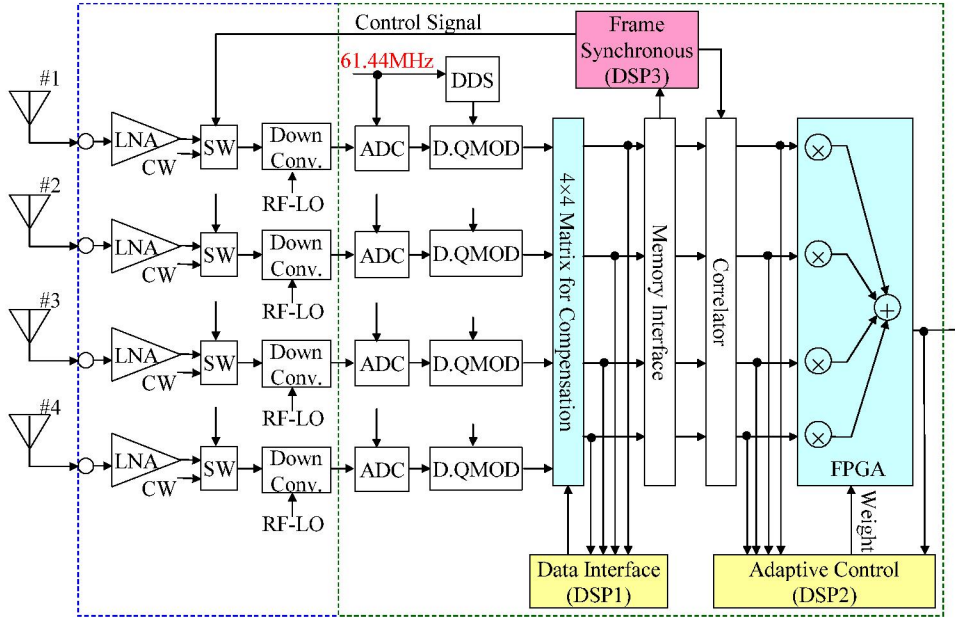 Control Signal
Frame
Synchronous
(DSP3)
61.44MHz
DDS
#1
LNA
CW
SW
Down
Conv.
RF-LO
ADC
D.QMOD
#2
LNA
CW
SW
Down
Conv.
RF-LO
ADC
D.QMOD
#3
LNA
CW
SW
Down
Conv.
RF-LO
ADC
D.QMOD
#4
LNA
CW
SW
Down
Conv.
RF-LO
ADC
D.QMOD
4×4 Matrix for Compensation
Memory Interface
Correlator
×
×
×
×
+
FPGA
Weight
Data Interface
(DSP1)
Adaptive Control
(DSP2)